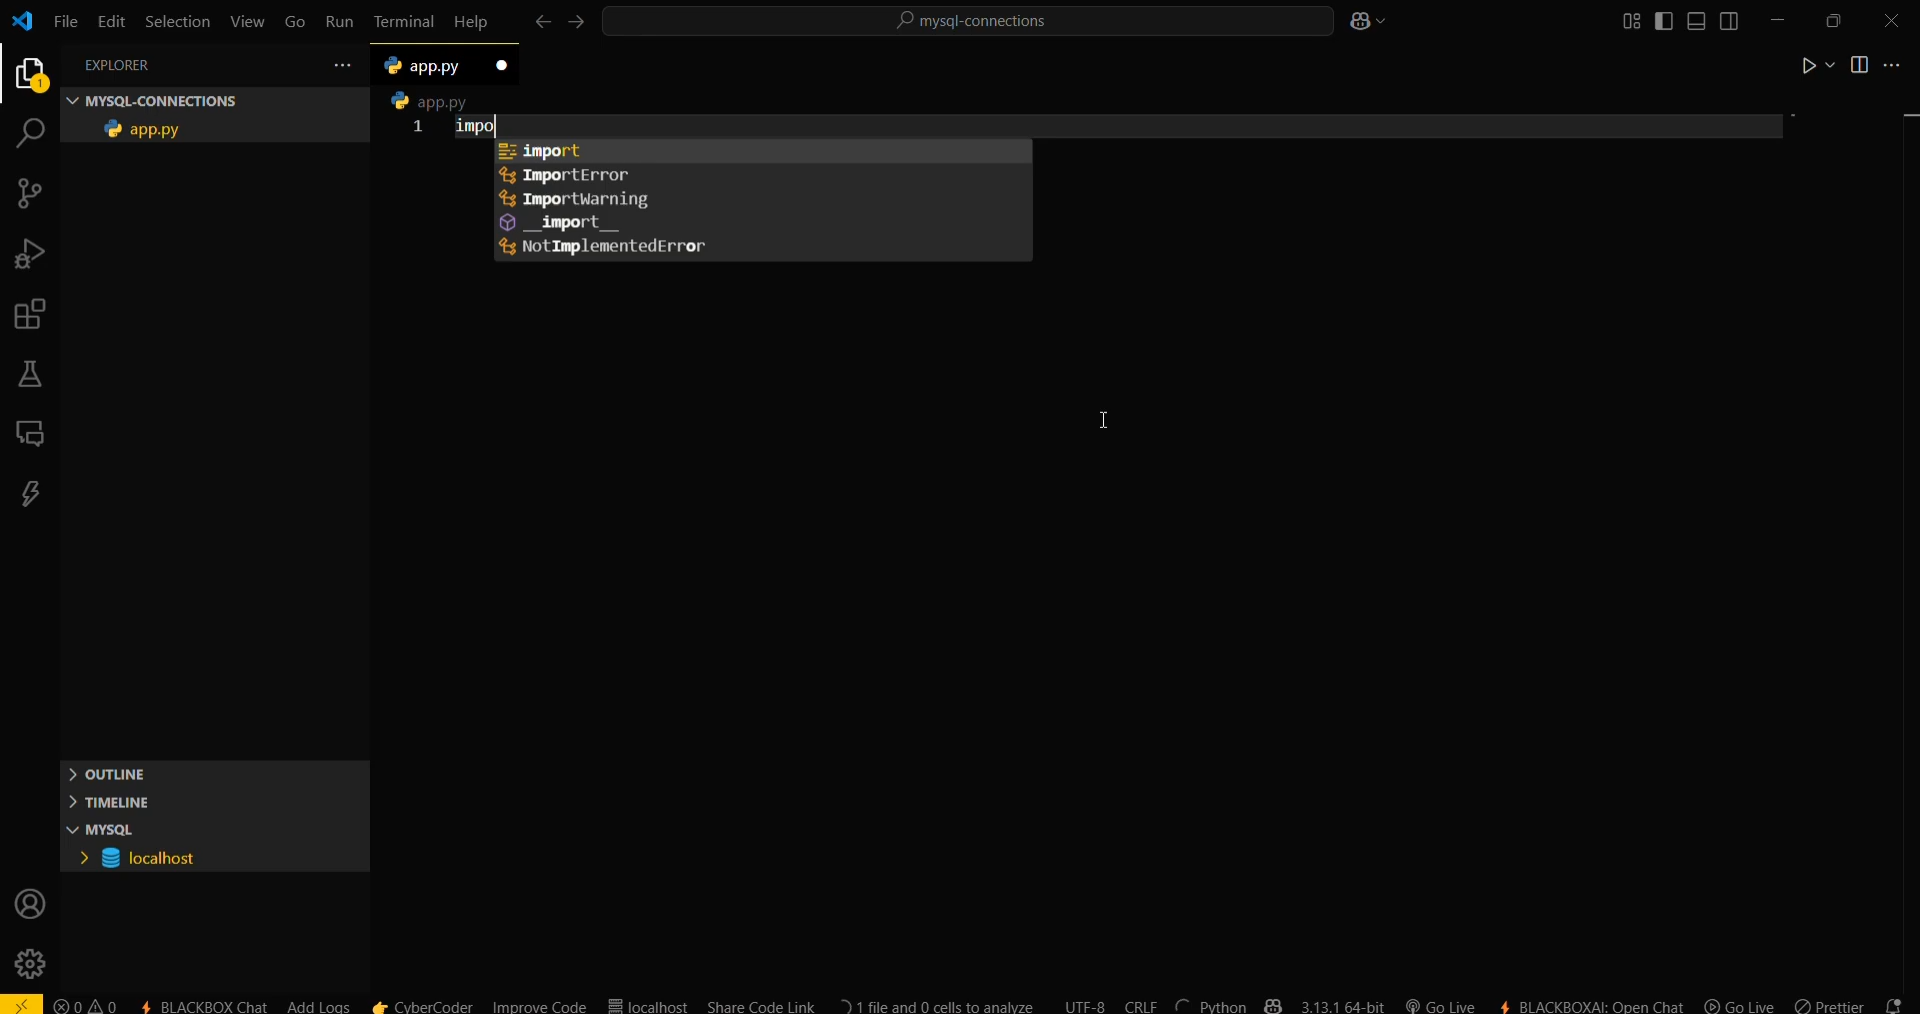 File Edit Selection View Go Run Terminal Help
mysql-connections
1
EXPLORER
MYSQL-CONNECTIONS
app.py
app.py
app.py
1 impo
import
ImportError
ImportWarning
__import__
NotImplementedError
OUTLINE
TIMELINE
MYSQL
localhost
0 0 BLACKBOX Chat Add Logs CyberCoder Improve Code localhost Share Code Link 1 file and 0 cells to analyze UTF-8 CRLF Python 3.13.1 64-bit Go Live BLACKBOXAI: Open Chat Go Live Prettier